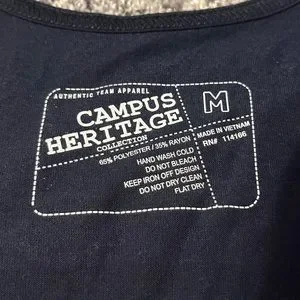 AUTHENTIC TEAM APPAREL
CAMPUS
HERITAGE
COLLECTION
M
65% POLYESTER / 35% RAYON
MADE IN VIETNAM
RN# 114166
HAND WASH COLD
DO NOT BLEACH
KEEP IRON OFF DESIGN
DO NOT DRY CLEAN
FLAT DRY